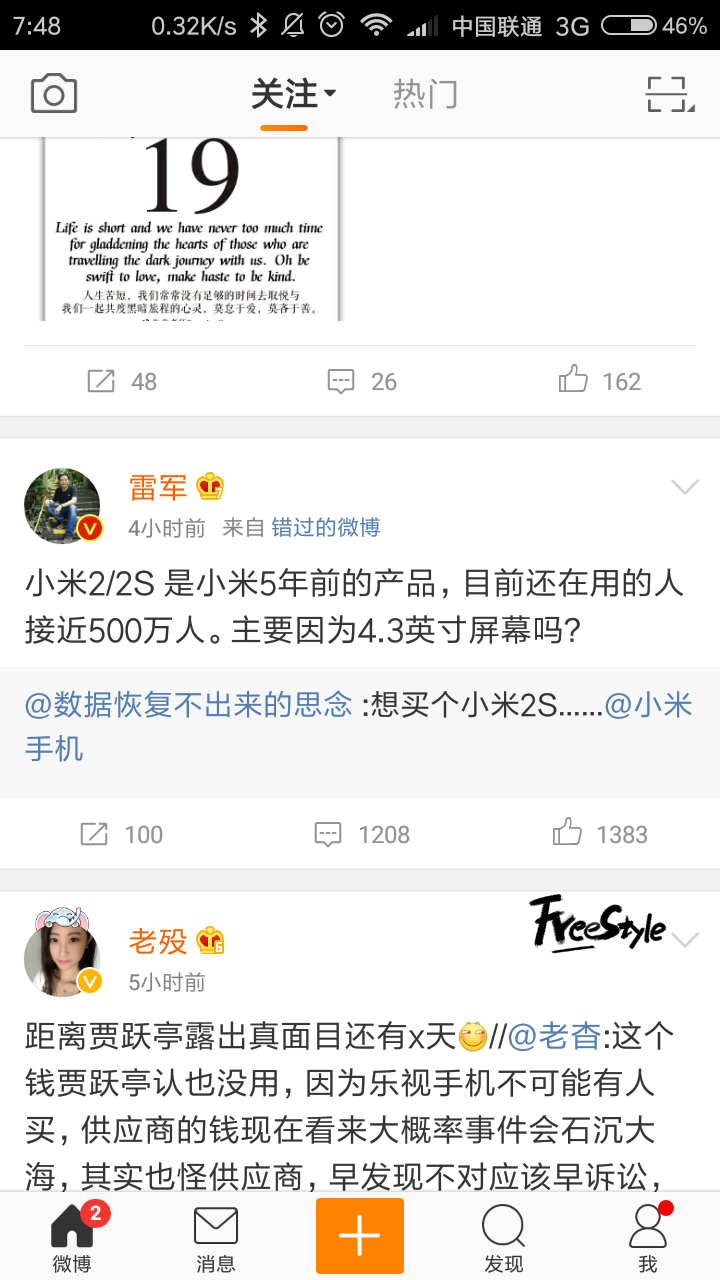 7:48 0.32K/s 中国联通 3G 46%
关注 热门
19
Life is short and we have never too much time
for gladdening the hearts of those who are
travelling the dark journey with us. Oh be
swift to love, make haste to be kind.
人生苦短，我们常常没有足够的时间去取悦与
我们一起共度黑暗旅程的心灵。莫怠于爱，莫吝于善。
48 26 162
雷军
4小时前 来自 错过的微博
小米2/2S 是小米5年前的产品，目前还在用的人
接近500万人。主要因为4.3英寸屏幕吗？
@数据恢复不出来的思念 :想买个小米2S......@小米
手机
100 1208 1383
FreeStyle
老殁 6
5小时前
距离贾跃亭露出真面目还有x天//@老杳:这个
钱贾跃亭认也没用，因为乐视手机不可能有人
买，供应商的钱现在看来大概率事件会石沉大
海，其实也怪供应商，早发现不对应该早诉讼，
2
微博 消息 发现 我